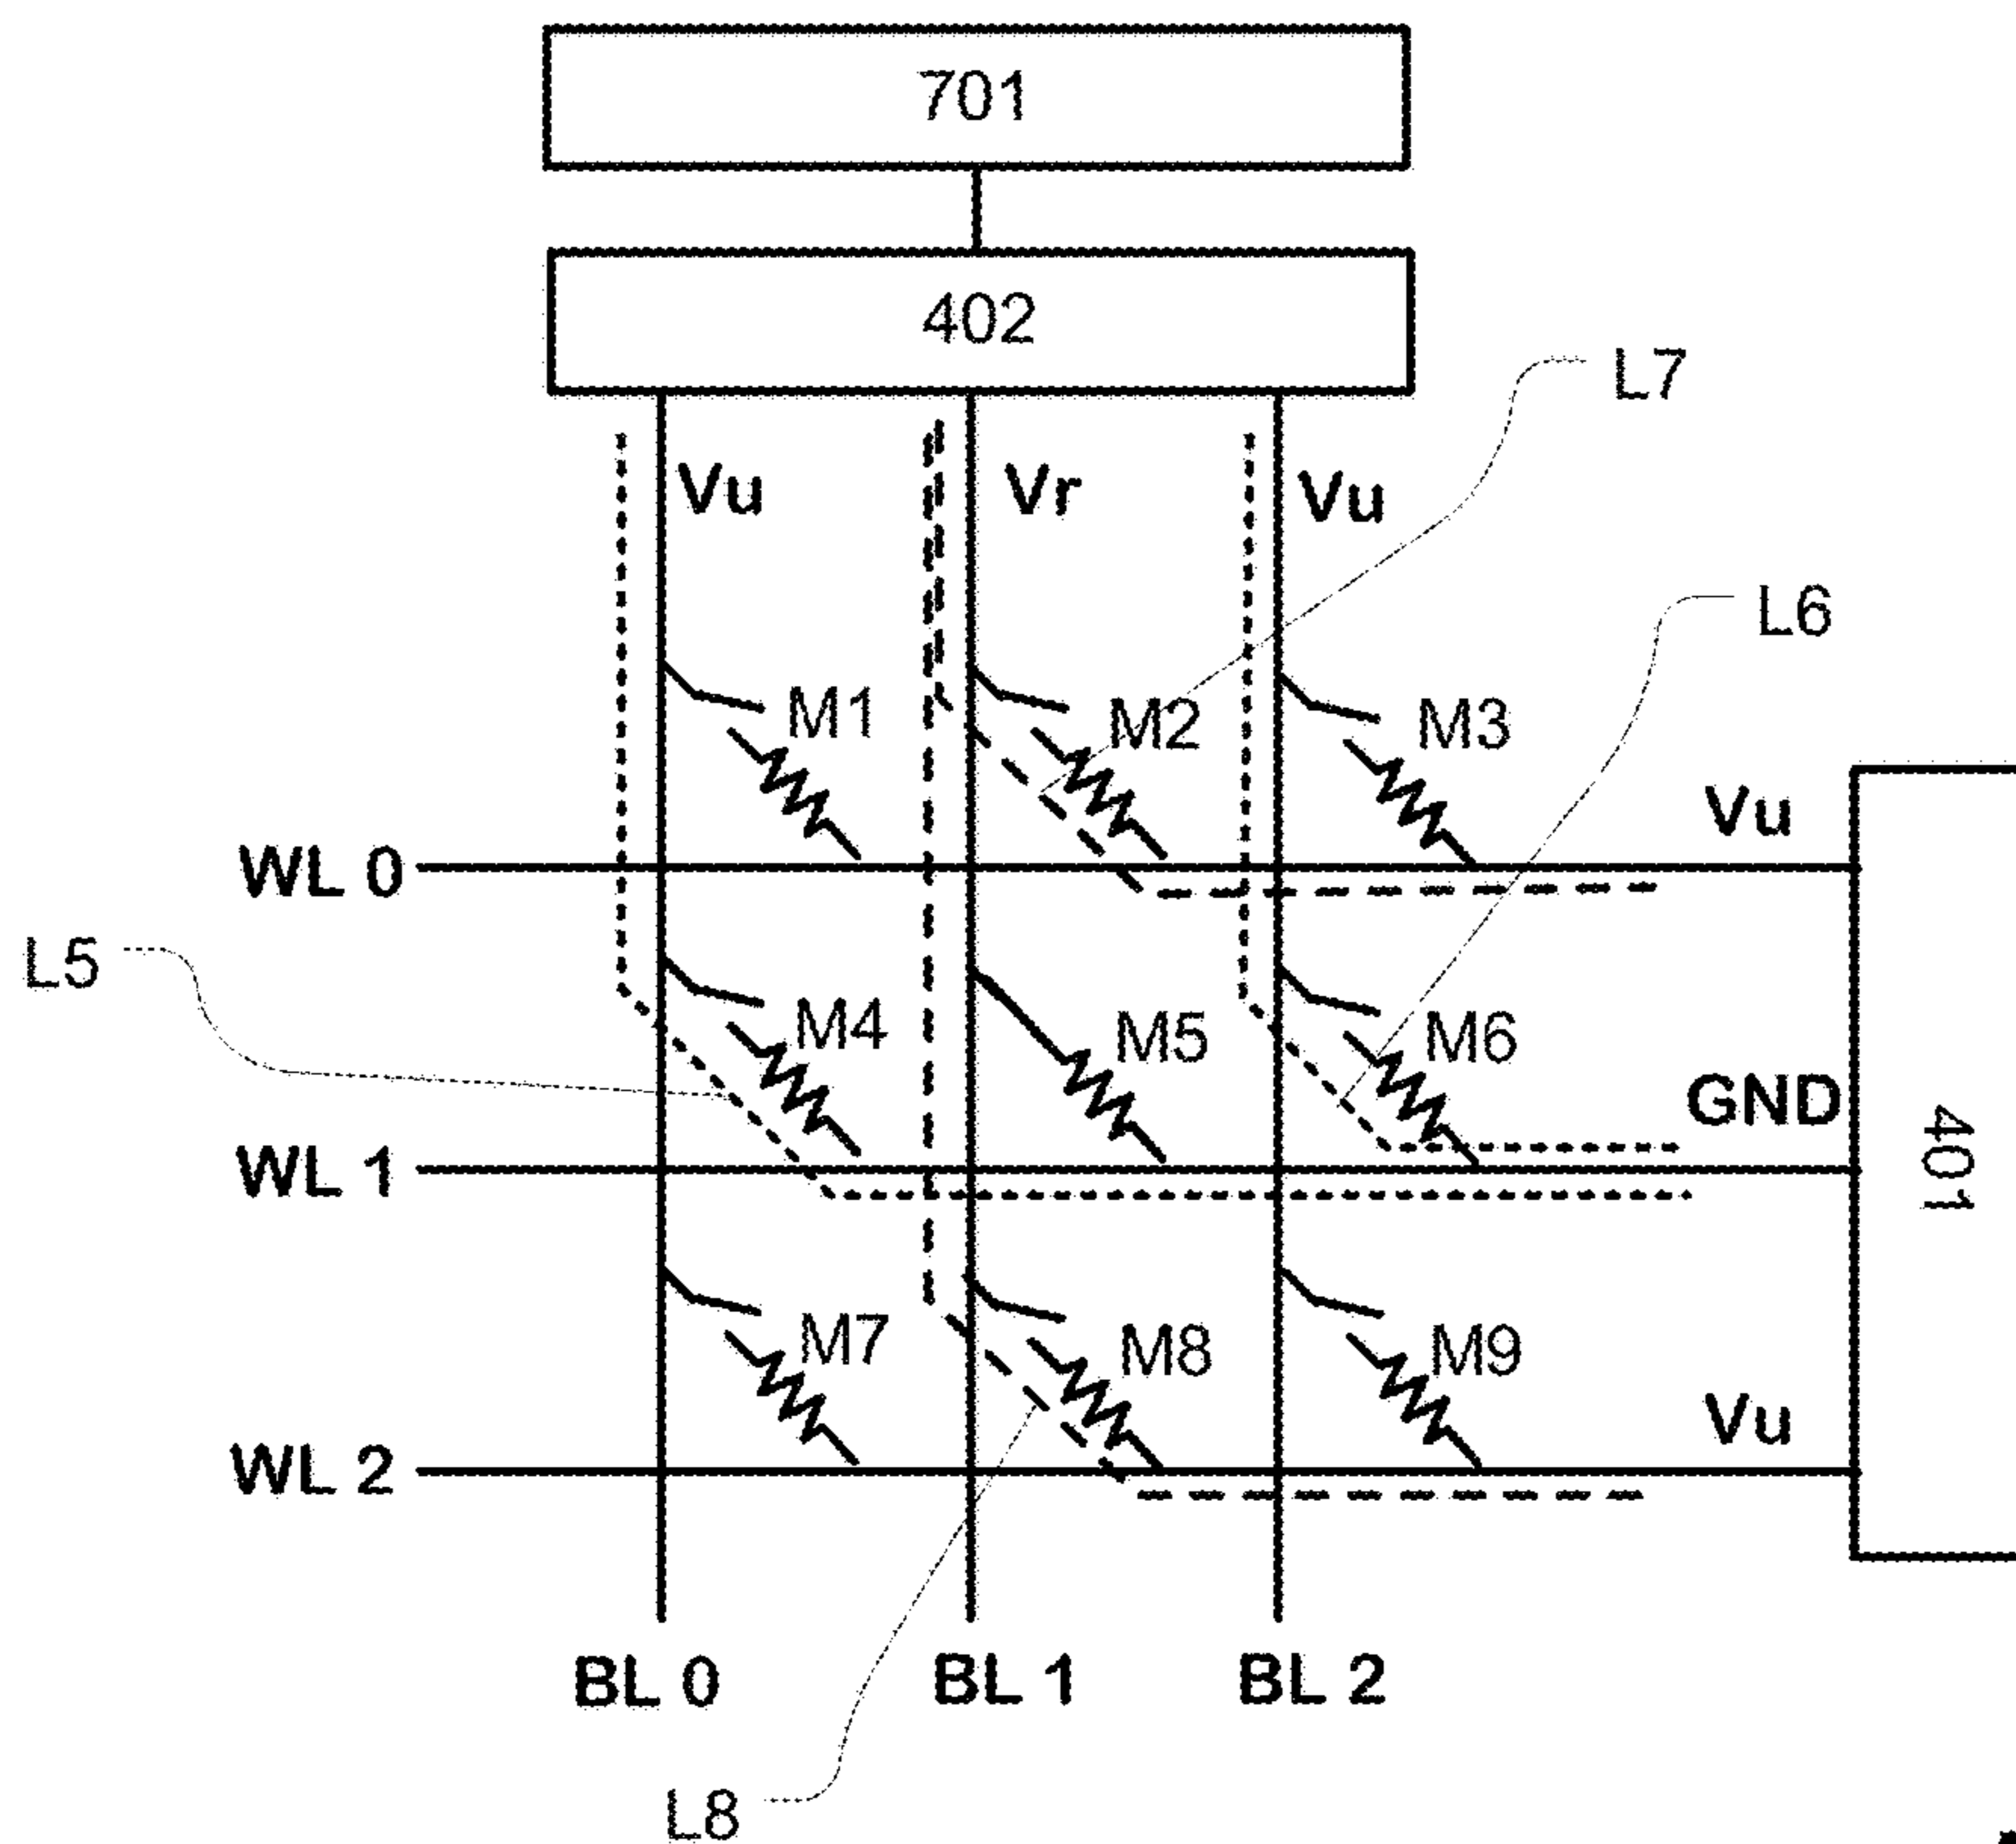 701
402
L7
Vu Vr Vu
L6
M1 M2 M3
Vu
WL 0
L5
M4 M5 M6
GND
401
WL 1
M7 M8 M9
Vu
WL 2
BL 0 BL 1 BL 2
L8